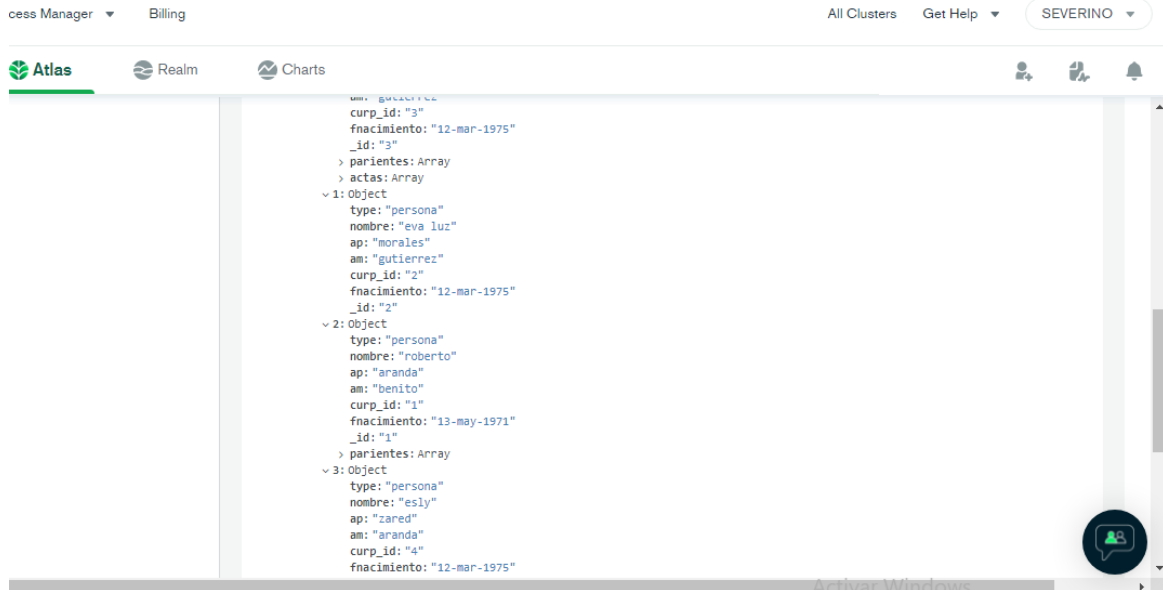 cess Manager Billing All Clusters Get Help SEVERINO
Atlas Realm Charts
am: "gutierrez"
curp_id: "3"
fnacimiento: "12-mar-1975"
_id: "3"
> parientes: Array
> actas: Array
1: Object
type: "persona"
nombre: "eva luz"
ap: "morales"
am: "gutierrez"
curp_id: "2"
fnacimiento: "12-mar-1975"
_id: "2"
2: Object
type: "persona"
nombre: "roberto"
ap: "aranda"
am: "benito"
curp_id: "1"
fnacimiento: "13-may-1971"
_id: "1"
> parientes: Array
3: Object
type: "persona"
nombre: "esly"
ap: "zared"
am: "aranda"
curp_id: "4"
fnacimiento: "12-mar-1975"
Activar Windows